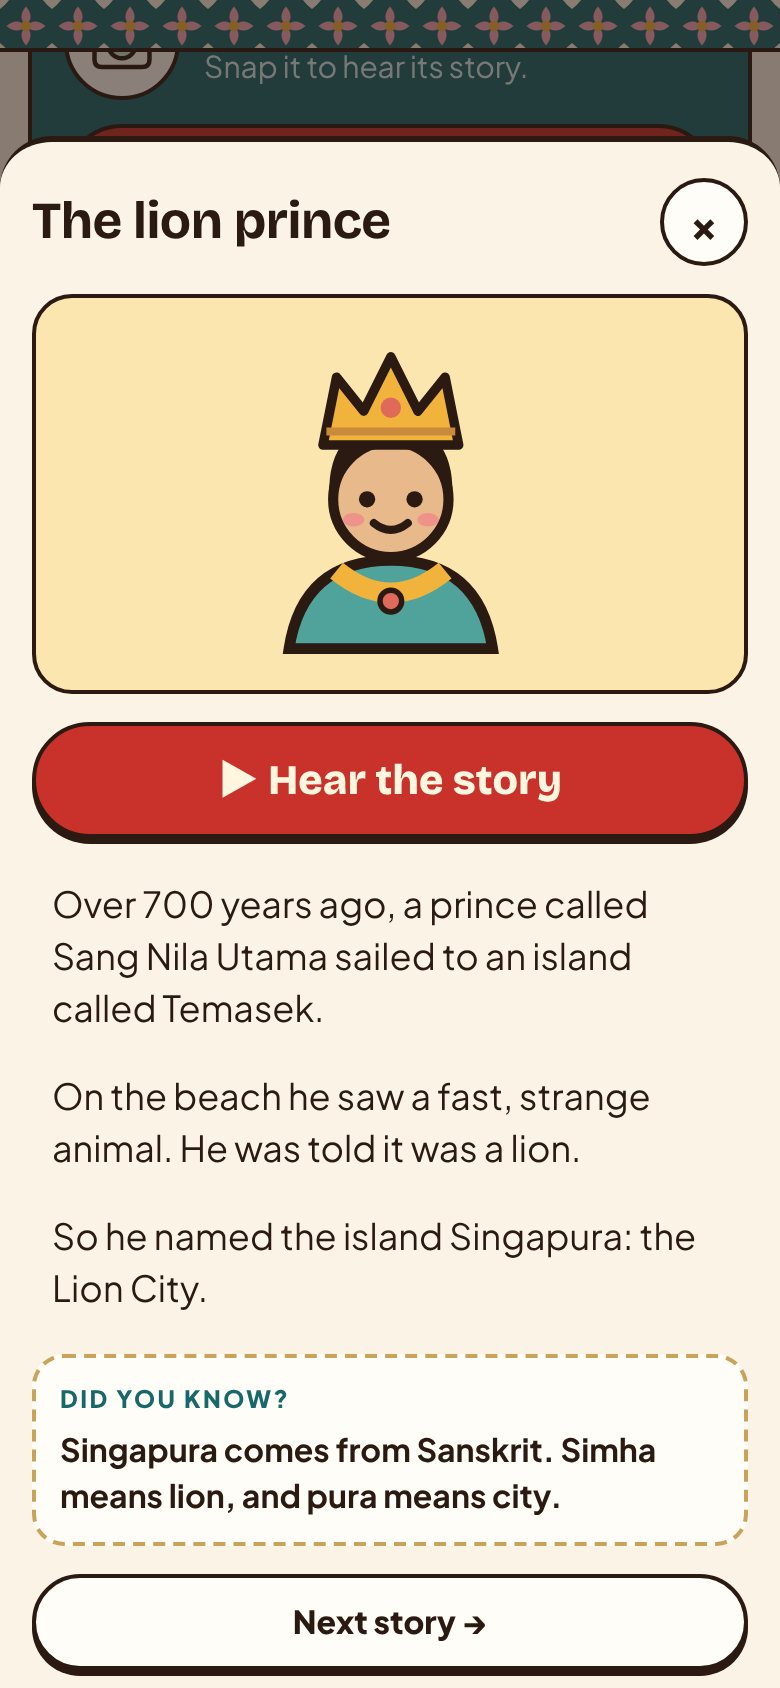 Snap it to hear its story.
The lion prince
×
▶ Hear the story
Over 700 years ago, a prince called
Sang Nila Utama sailed to an island
called Temasek.
On the beach he saw a fast, strange
animal. He was told it was a lion.
So he named the island Singapura: the
Lion City.
DID YOU KNOW?
Singapura comes from Sanskrit. Simha
means lion, and pura means city.
Next story →